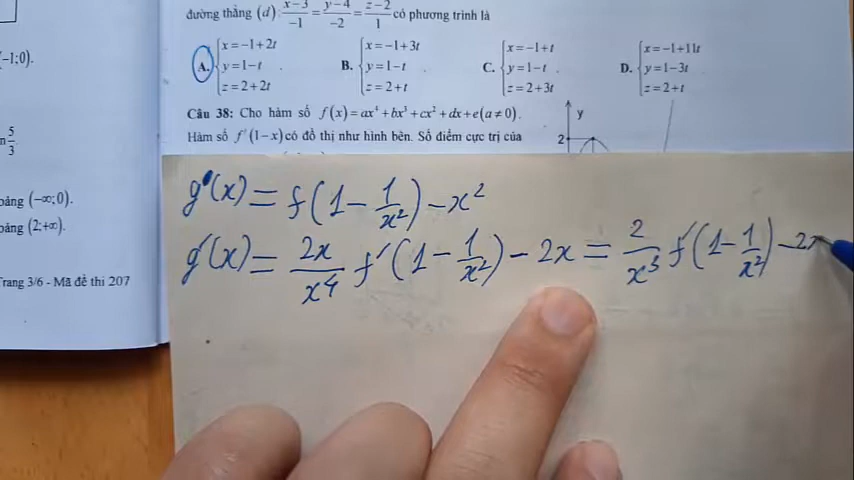 đường thẳng (d) x−3/−1 = y−4/−2 = z−2/1 có phương trình là
A. {x = −1+2t
y = 1−t
z = 2+2t
B. {x = −1+3t
y = 1−t
z = 2+t
C. {x = −1+t
y = 1−t
z = 2+3t
D. {x = −1+11t
y = 1−3t
z = 2+t
Câu 38: Cho hàm số f(x) = ax⁴ + bx³ + cx² + dx + e (a ≠ 0).
Hàm số f'(1−x) có đồ thị như hình bên. Số điểm cực trị của
y
2
−1;0).
5/3
(−∞;0).
(2;+∞).
Trang 3/6 - Mã đề thi 207
g(x) = f(1 − 1/x²) − x²
g'(x) = 2x/x⁴ f'(1 − 1/x²) − 2x = 2/x³ f'(1 − 1/x²) − 2x